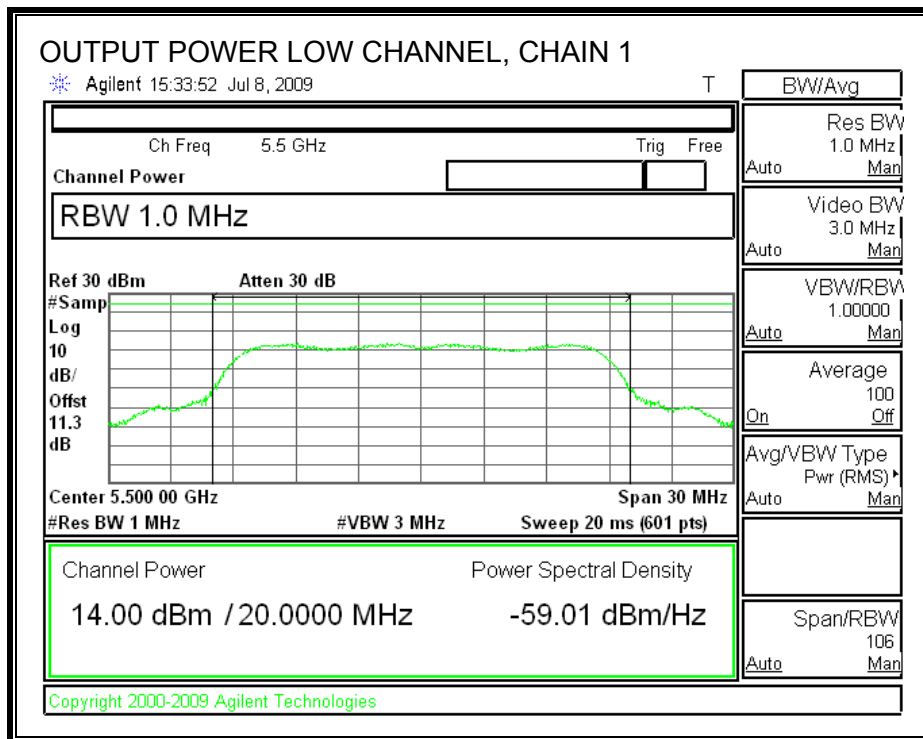 OUTPUT POWER LOW CHANNEL, CHAIN 1
Agilent 15:33:52 Jul 8, 2009 T
Ch Freq 5.5 GHz Trig Free
Channel Power
RBW 1.0 MHz
Ref 30 dBm Atten 30 dB
#Samp
Log
10
dB/
Offst
11.3
dB
Center 5.500 00 GHz Span 30 MHz
#Res BW 1 MHz #VBW 3 MHz Sweep 20 ms (601 pts)
Channel Power Power Spectral Density
14.00 dBm / 20.0000 MHz -59.01 dBm/Hz
Copyright 2000-2009 Agilent Technologies
BW/Avg
Res BW
1.0 MHz
Auto Man
Video BW
3.0 MHz
Auto Man
VBW/RBW
1.00000
Auto Man
Average
100
On Off
Avg/VBW Type
Pwr (RMS)
Auto Man
Span/RBW
106
Auto Man